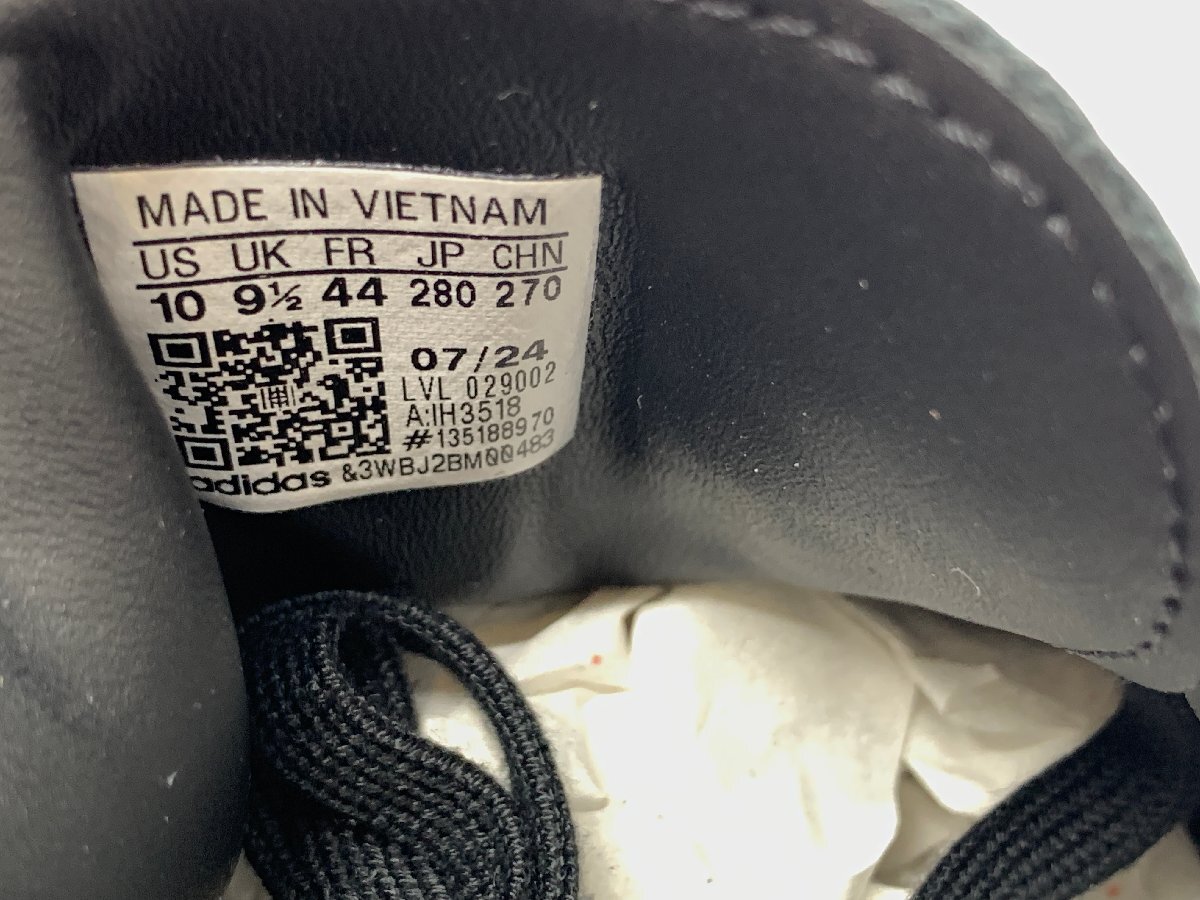 MADE IN VIETNAM
US UK FR JP CHN
10 9½ 44 280 270
07/24
LVL 029002
A:IH3518
#135188970
adidas &3WBJ2BM00483